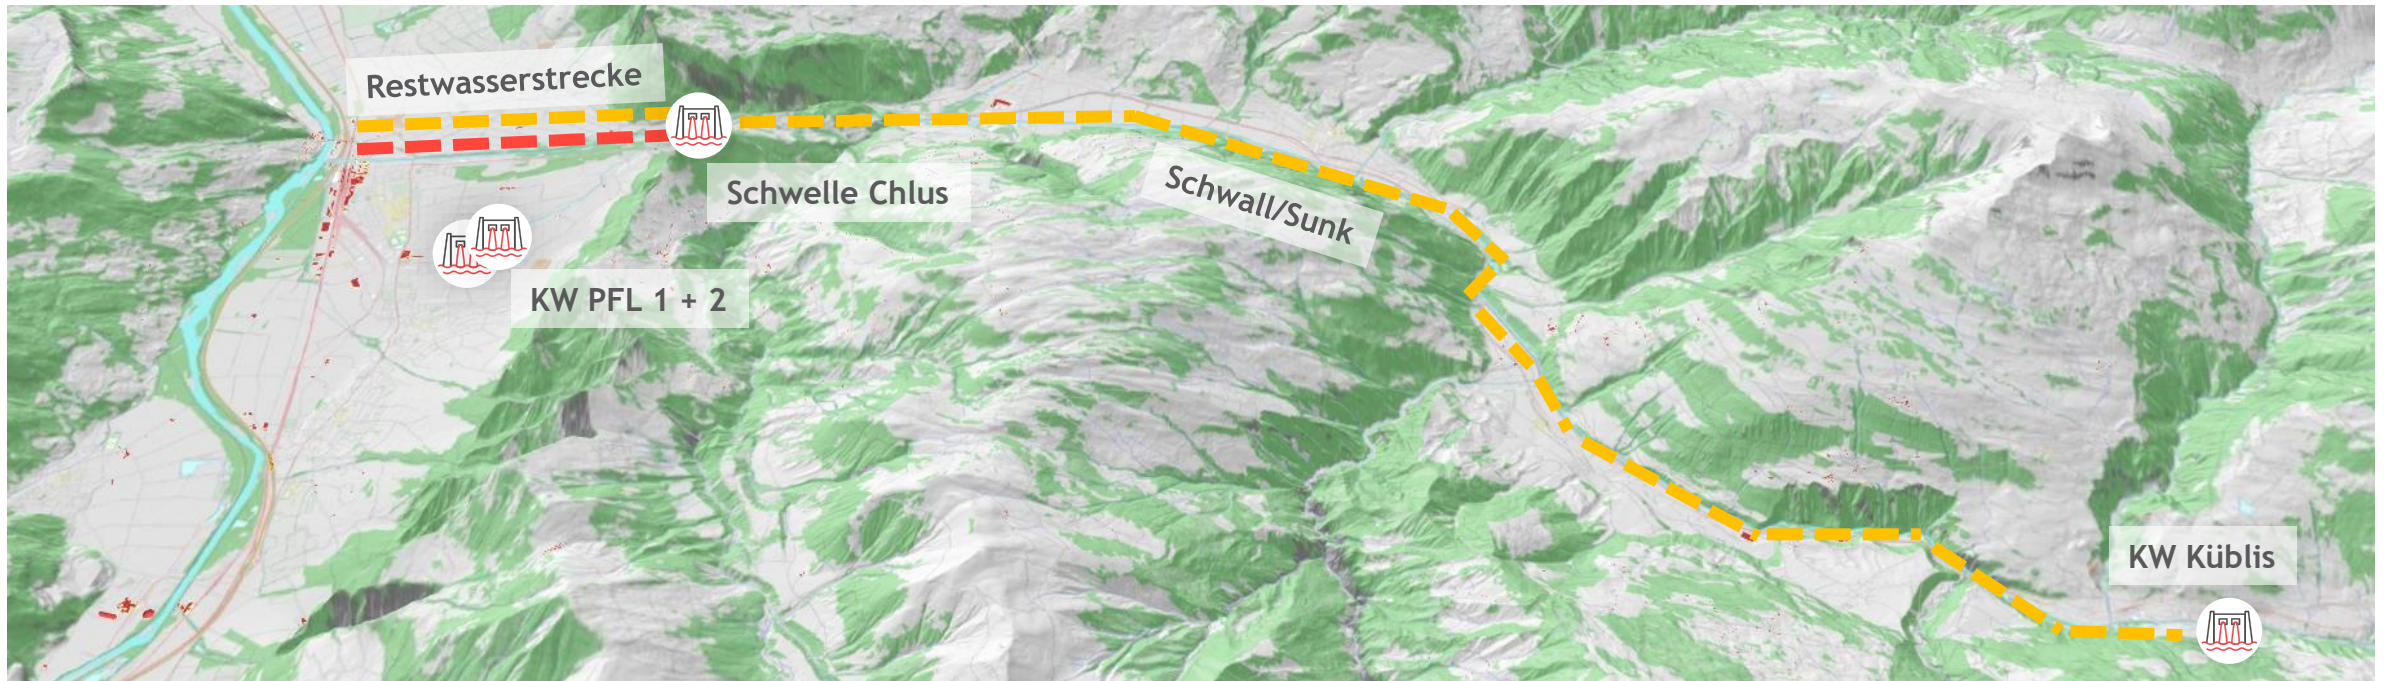 Restwasserstrecke
Schwelle Chlus
Schwall/Sunk
KW PFL 1 + 2
KW Küblis